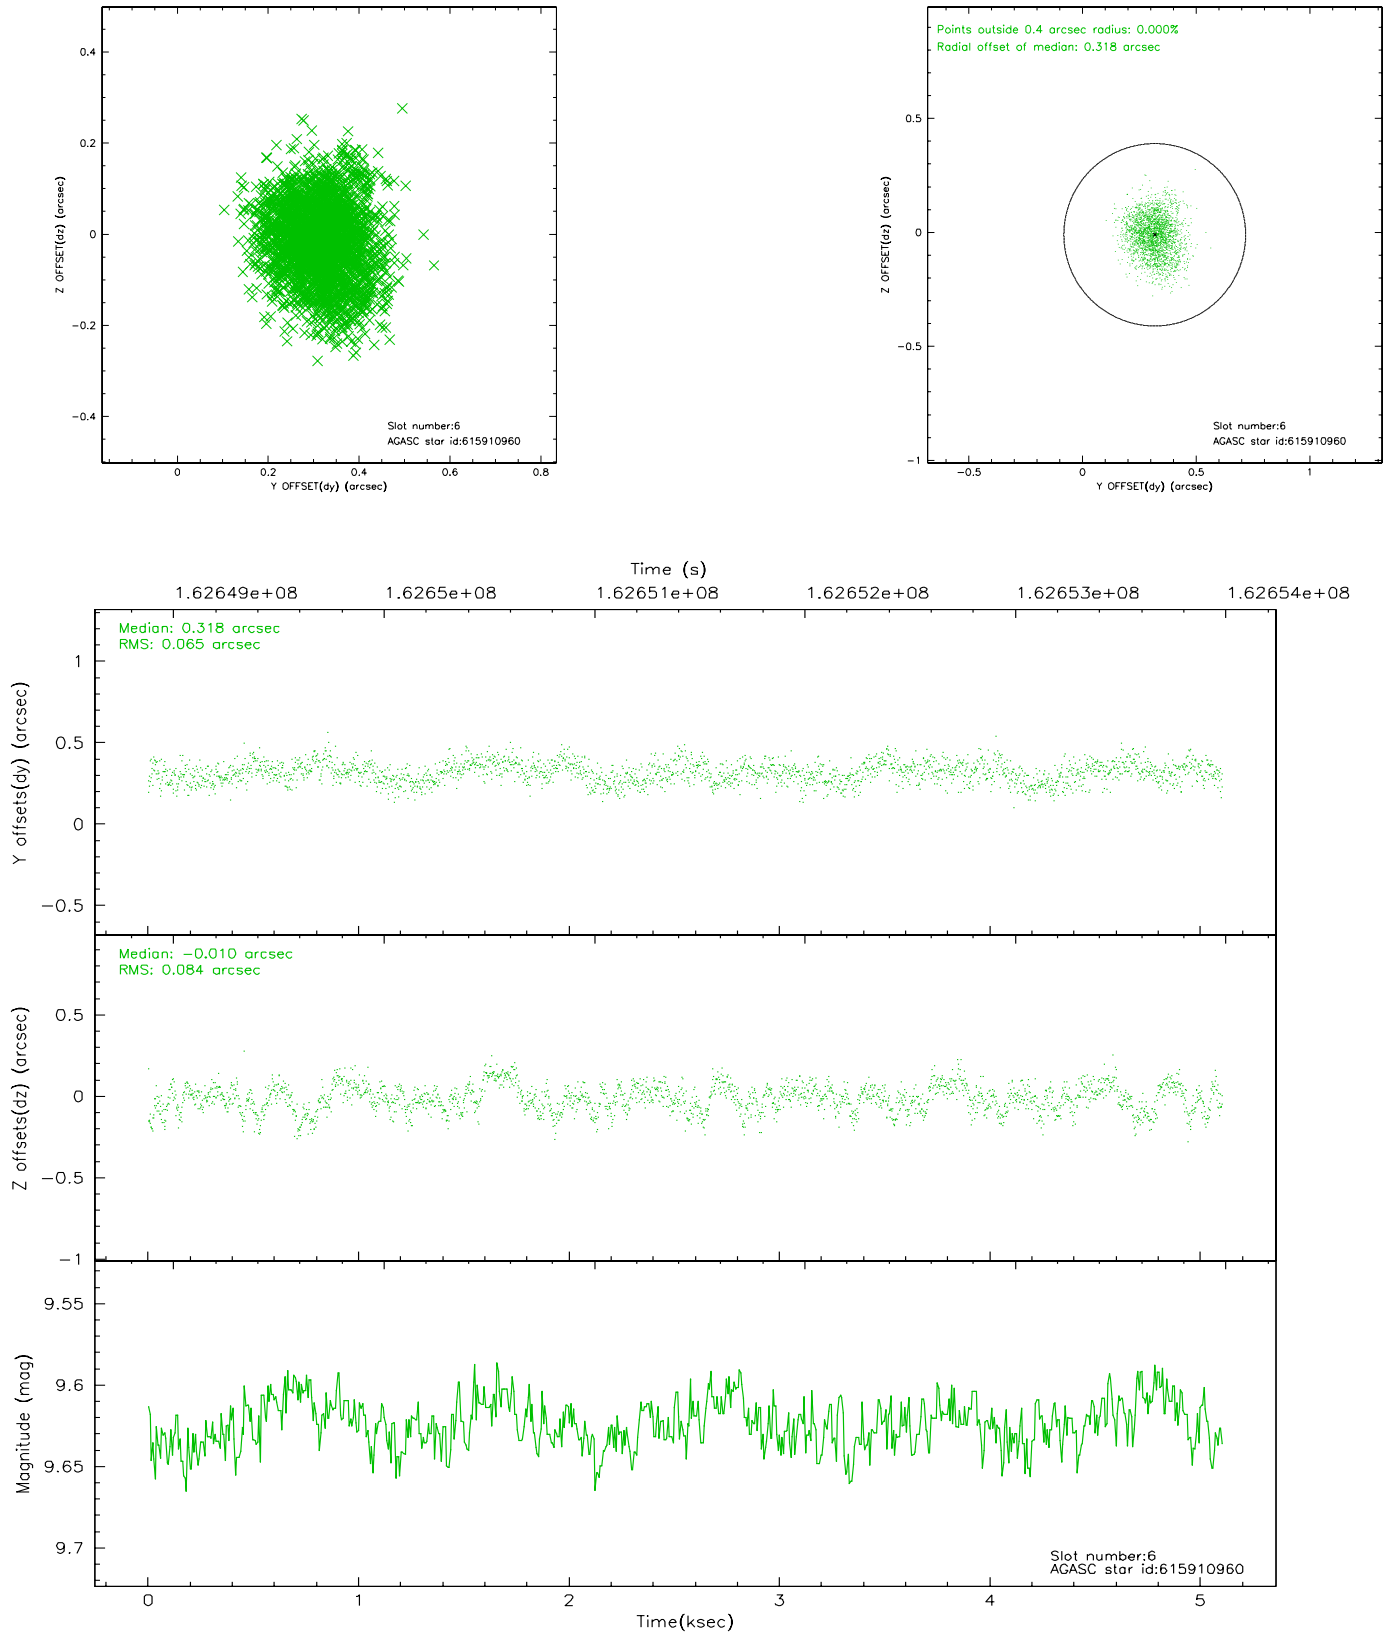 0.4
0.2
0
−0.2
−0.4
Z OFFSET(dz) (arcsec)
0 0.2 0.4 0.6 0.8
Y OFFSET(dy) (arcsec)
Slot number:6
AGASC star id:615910960
Points outside 0.4 arcsec radius: 0.000%
Radial offset of median: 0.318 arcsec
0.5
0
−0.5
−1
Z OFFSET(dz) (arcsec)
−0.5 0 0.5 1
Y OFFSET(dy) (arcsec)
Slot number:6
AGASC star id:615910960
Time (s)
1.62649e+08 1.6265e+08 1.62651e+08 1.62652e+08 1.62653e+08 1.62654e+08
Median: 0.318 arcsec
RMS: 0.065 arcsec
1
0.5
0
−0.5
Y offsets(dy) (arcsec)
Median: −0.010 arcsec
RMS: 0.084 arcsec
0.5
0
−0.5
−1
Z offsets(dz) (arcsec)
9.55
9.6
9.65
9.7
Magnitude (mag)
Slot number:6
AGASC star id:615910960
0 1 2 3 4 5
Time(ksec)